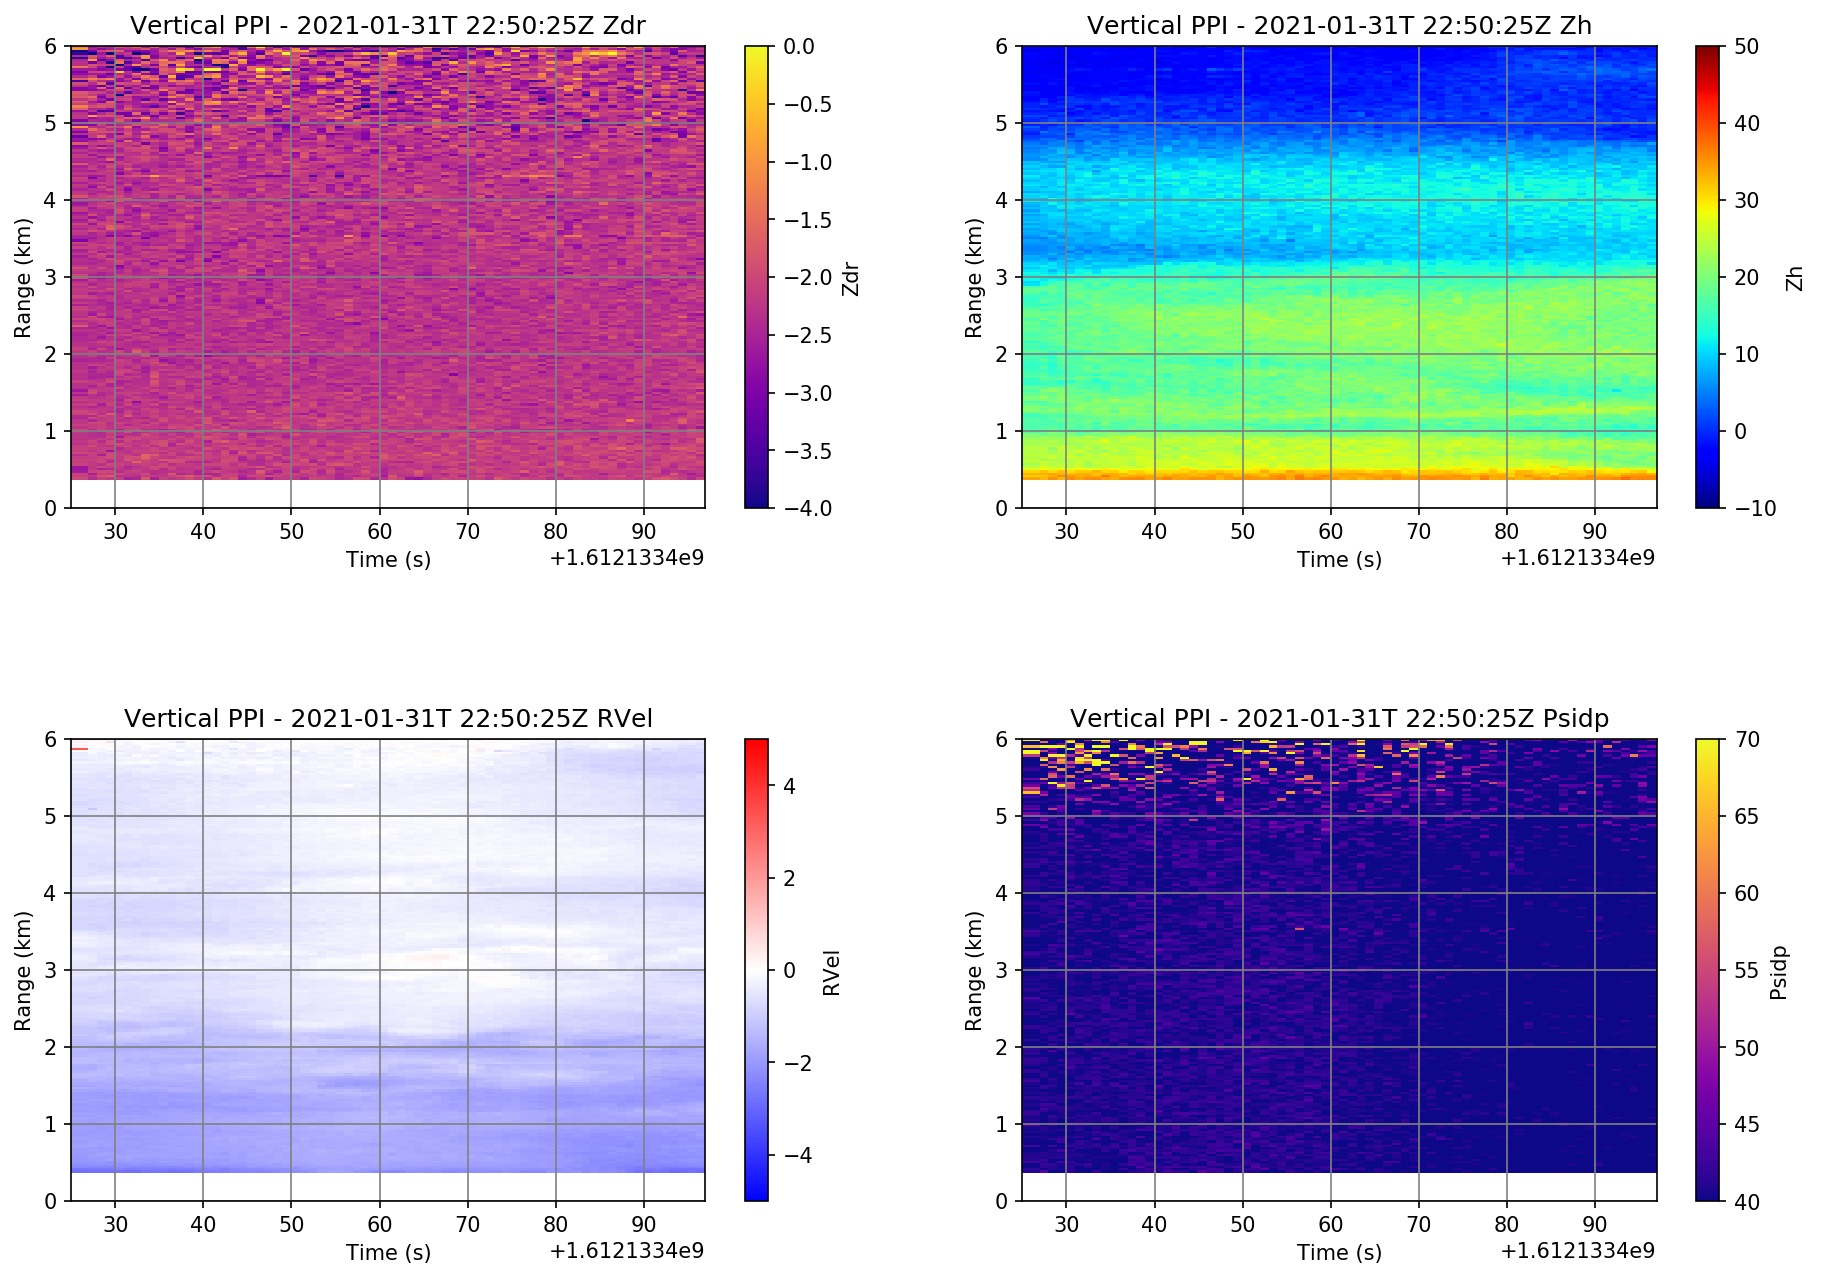 Vertical PPI - 2021-01-31T 22:50:25Z Zdr
6
5
4
3
2
1
0
Range (km)
30 40 50 60 70 80 90
Time (s)
+1.6121334e9
0.0
−0.5
−1.0
−1.5
−2.0
−2.5
−3.0
−3.5
−4.0
Zdr
Vertical PPI - 2021-01-31T 22:50:25Z Zh
6
5
4
3
2
1
0
Range (km)
30 40 50 60 70 80 90
Time (s)
+1.6121334e9
50
40
30
20
10
0
−10
Zh
Vertical PPI - 2021-01-31T 22:50:25Z RVel
6
5
4
3
2
1
0
Range (km)
30 40 50 60 70 80 90
Time (s)
+1.6121334e9
4
2
0
−2
−4
RVel
Vertical PPI - 2021-01-31T 22:50:25Z Psidp
6
5
4
3
2
1
0
Range (km)
30 40 50 60 70 80 90
Time (s)
+1.6121334e9
70
65
60
55
50
45
40
Psidp